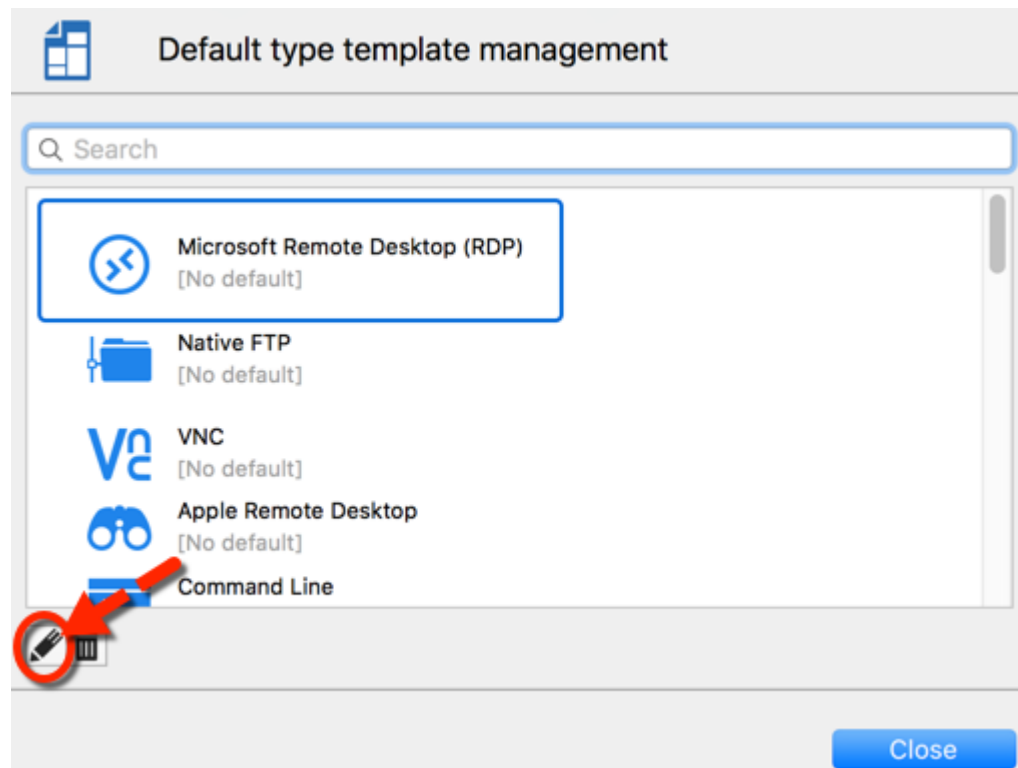 Default type template management
Search
Microsoft Remote Desktop (RDP)
[No default]
Native FTP
[No default]
VNC
VNC
[No default]
Apple Remote Desktop
[No default]
Command Line
Close